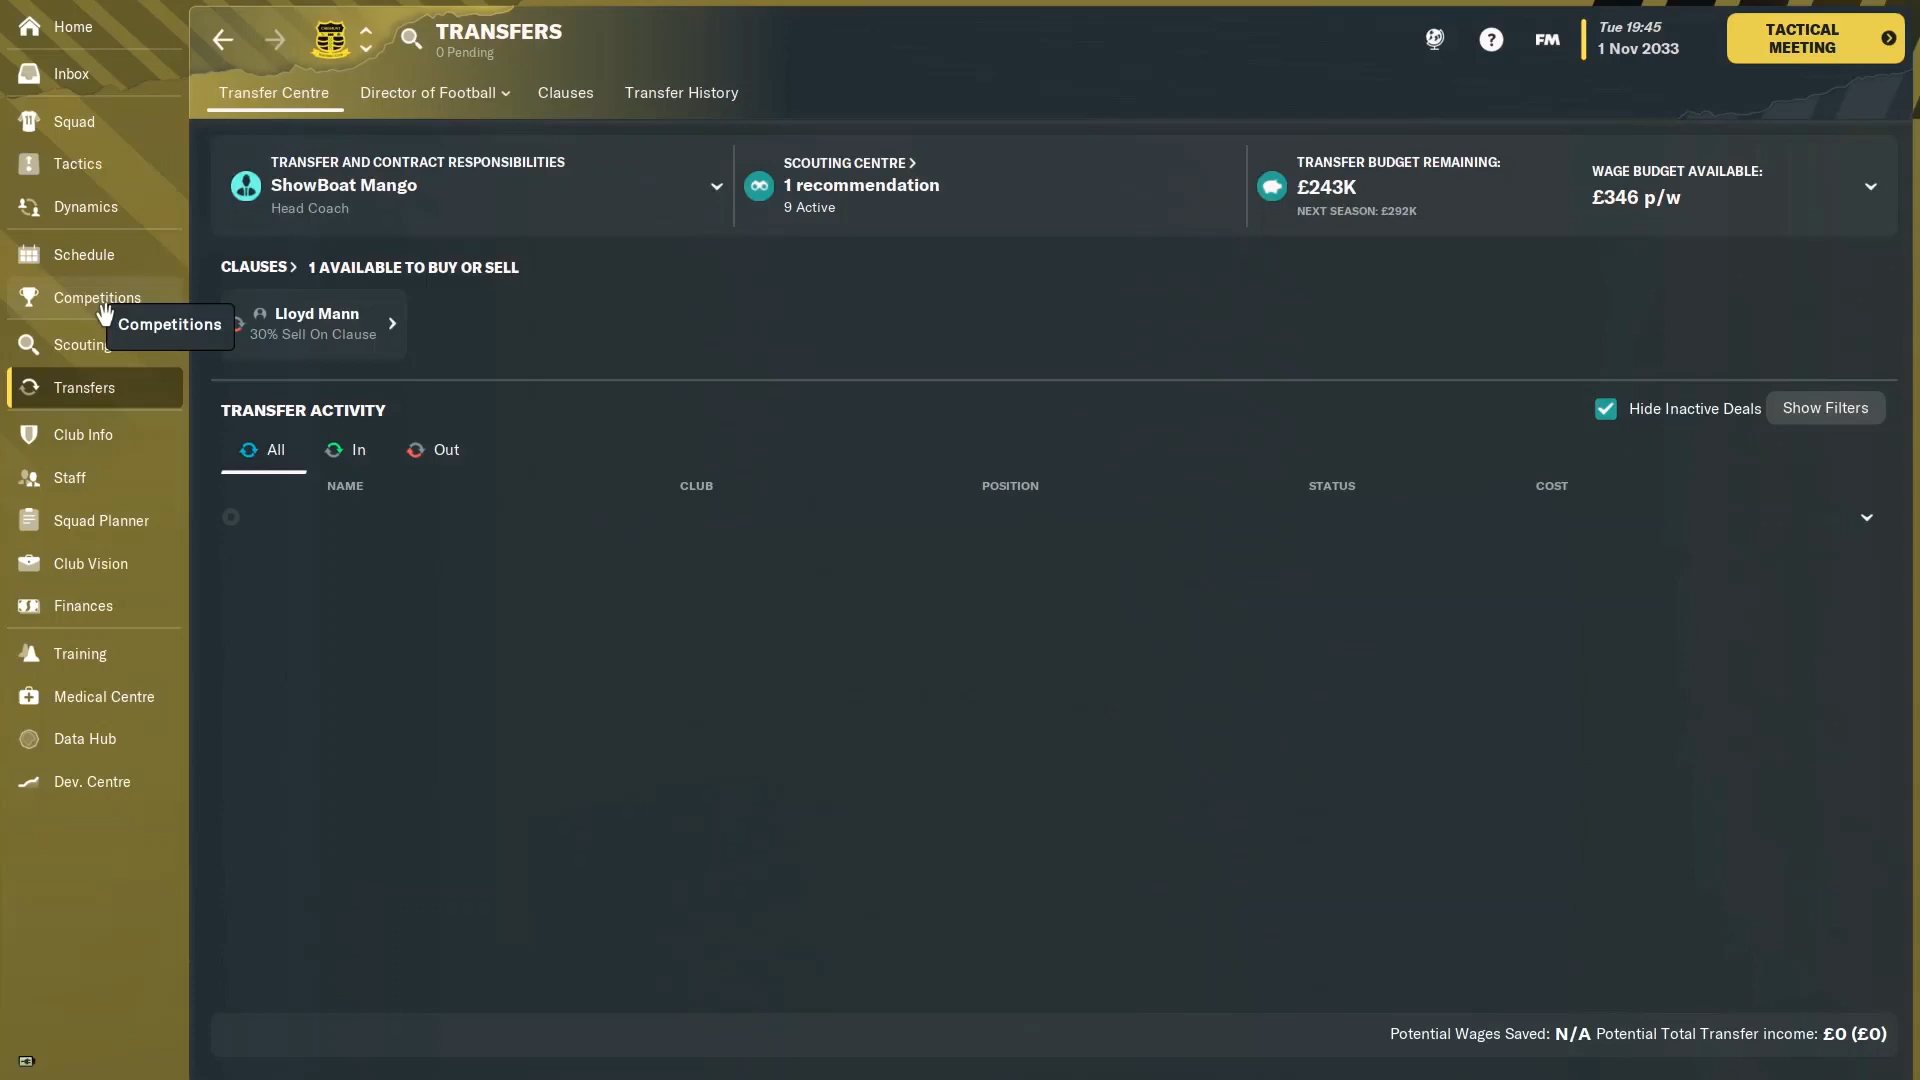 Home
Inbox
Squad
Tactics
Dynamics
Schedule
Competitions
Competitions
Scouting
Transfers
Club Info
Staff
Squad Planner
Club Vision
Finances
Training
Medical Centre
Data Hub
Dev. Centre
TRANSFERS
0 Pending
FM
Tue 19:45
1 Nov 2033
TACTICAL
MEETING
Transfer Centre Director of Football Clauses Transfer History
TRANSFER AND CONTRACT RESPONSIBILITIES
ShowBoat Mango
Head Coach
SCOUTING CENTRE
1 recommendation
9 Active
TRANSFER BUDGET REMAINING:
£243K
NEXT SEASON: £292K
WAGE BUDGET AVAILABLE:
£346 p/w
CLAUSES 1 AVAILABLE TO BUY OR SELL
Lloyd Mann
30% Sell On Clause
TRANSFER ACTIVITY
Hide Inactive Deals Show Filters
All In Out
NAME CLUB POSITION STATUS COST
Potential Wages Saved: N/A Potential Total Transfer income: £0 (£0)